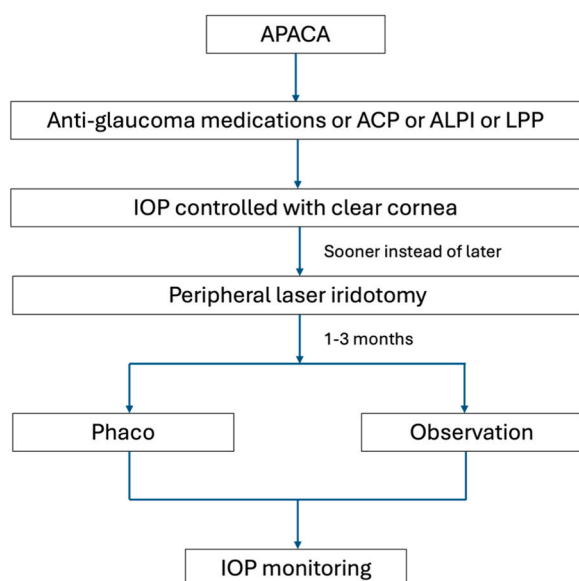 APACA
Anti-glaucoma medications or ACP or ALPI or LPP
IOP controlled with clear cornea
Sooner instead of later
Peripheral laser iridotomy
1-3 months
Phaco
Observation
IOP monitoring